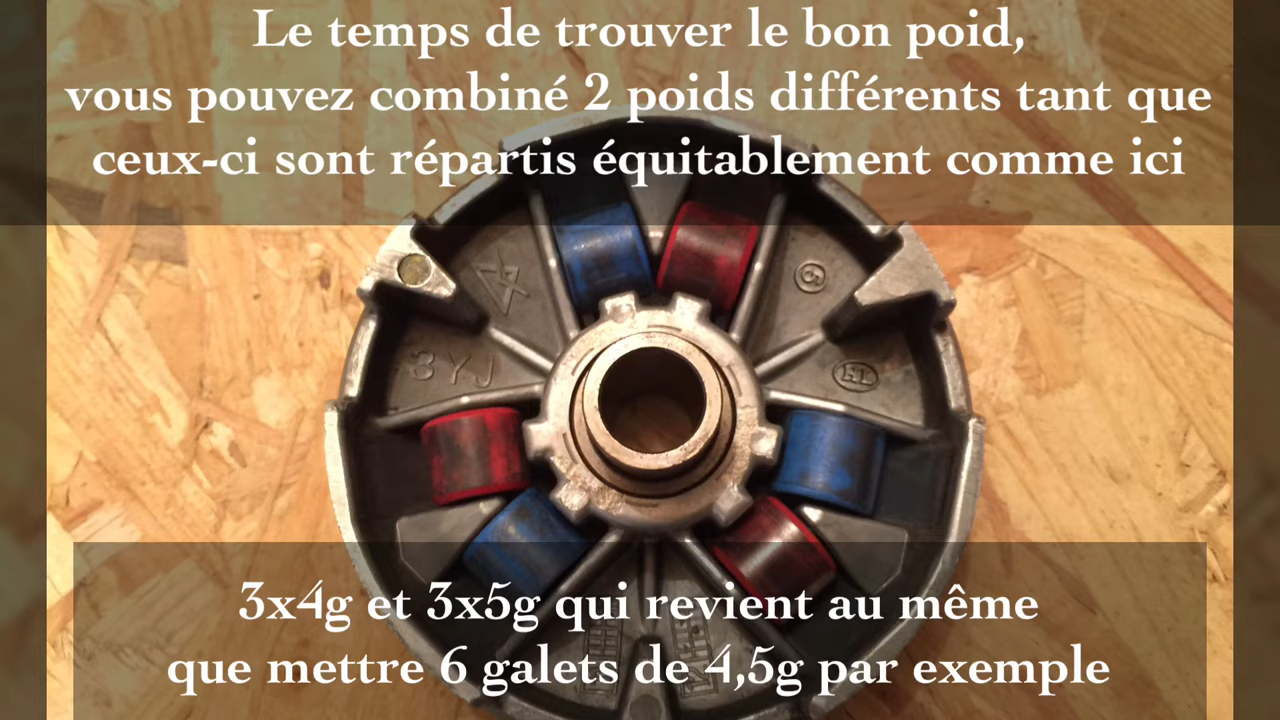 Le temps de trouver le bon poid,
vous pouvez combiné 2 poids différents tant que
ceux-ci sont répartis équitablement comme ici
3YJ
HL
3x4g et 3x5g qui revient au même
que mettre 6 galets de 4,5g par exemple